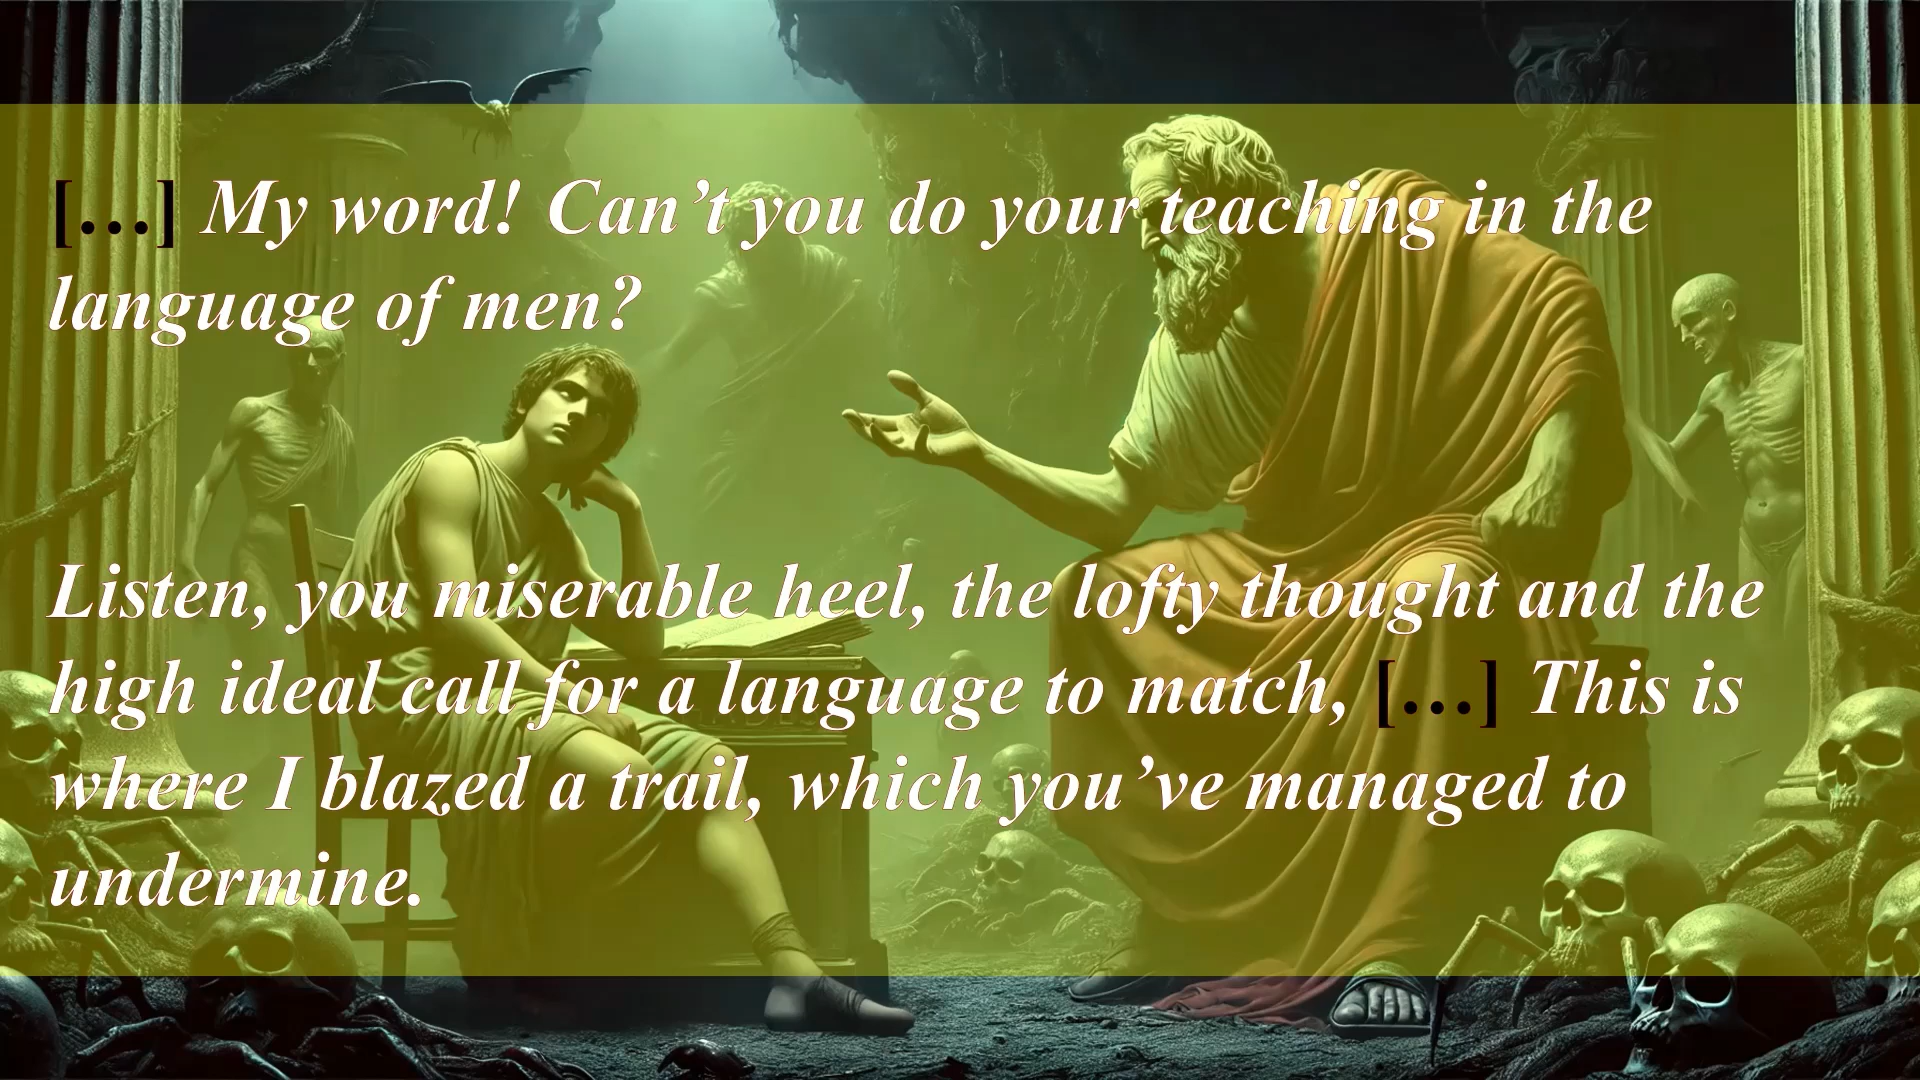 […] My word! Can’t you do your teaching in the
language of men?
Listen, you miserable heel, the lofty thought and the
high ideal call for a language to match, […] This is
where I blazed a trail, which you’ve managed to
undermine.